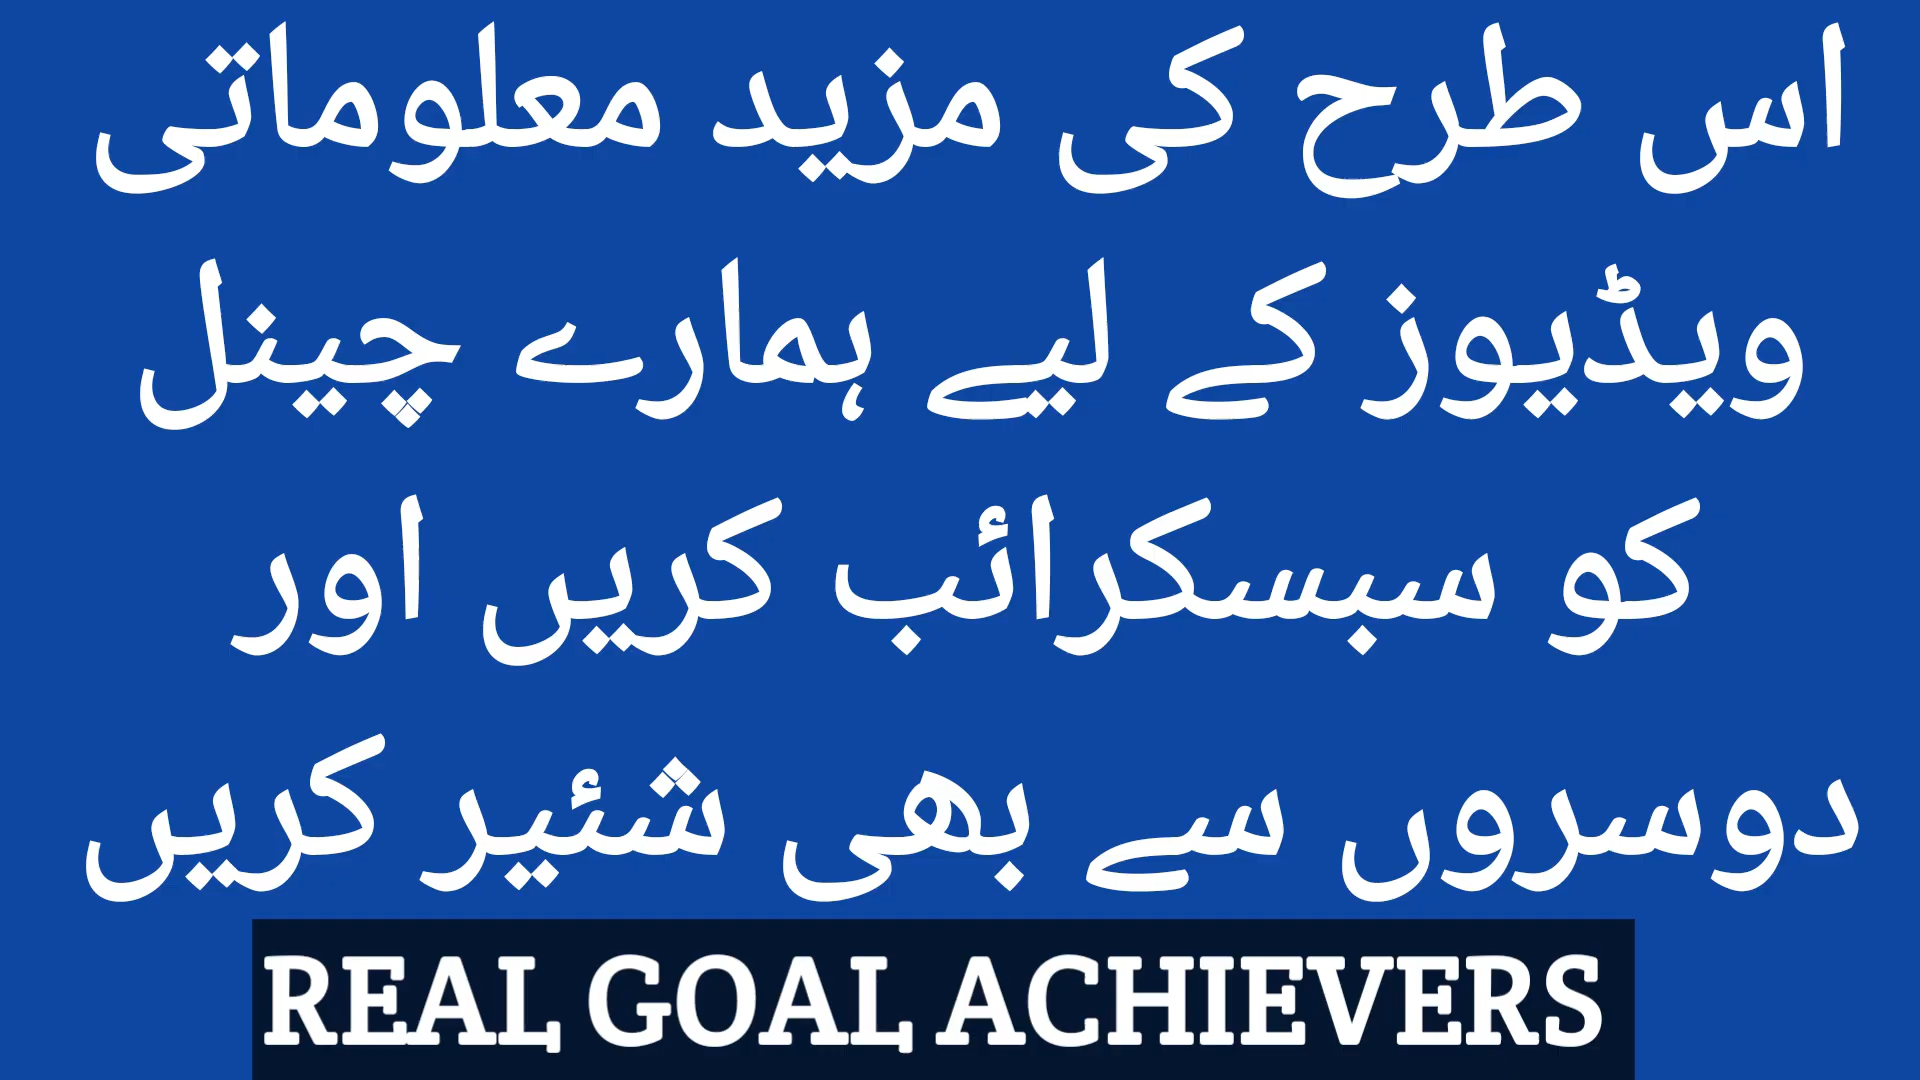 اس طرح کی مزید معلوماتی
ویڈیوز کے لیے ہمارے چینل
کو سبسکرائب کریں اور
دوسروں سے بھی شئیر کریں
REAL GOAL ACHIEVERS